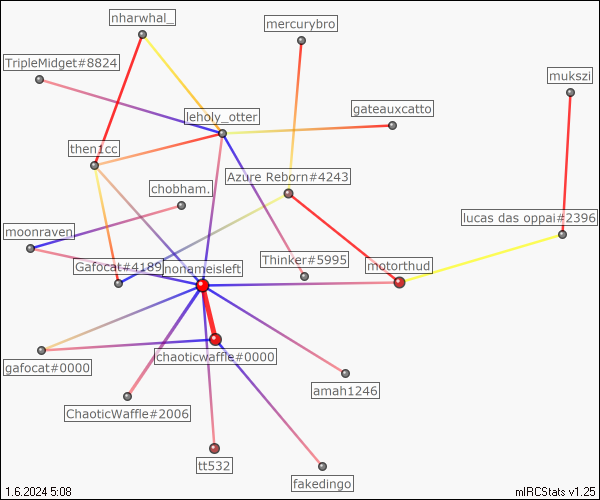 nharwhal_
mercurybro
TripleMidget#8824
mukszi
gateauxcatto
leholy_otter
then1cc
Azure Reborn#4243
chobham.
lucas das oppai#2396
moonraven
Gafocat#4189
nonameisleft
Thinker#5995
motorthud
chaoticwaffle#0000
gafocat#0000
amah1246
ChaoticWaffle#2006
tt532
fakedingo
1.6.2024 5:08
mIRCStats v1.25